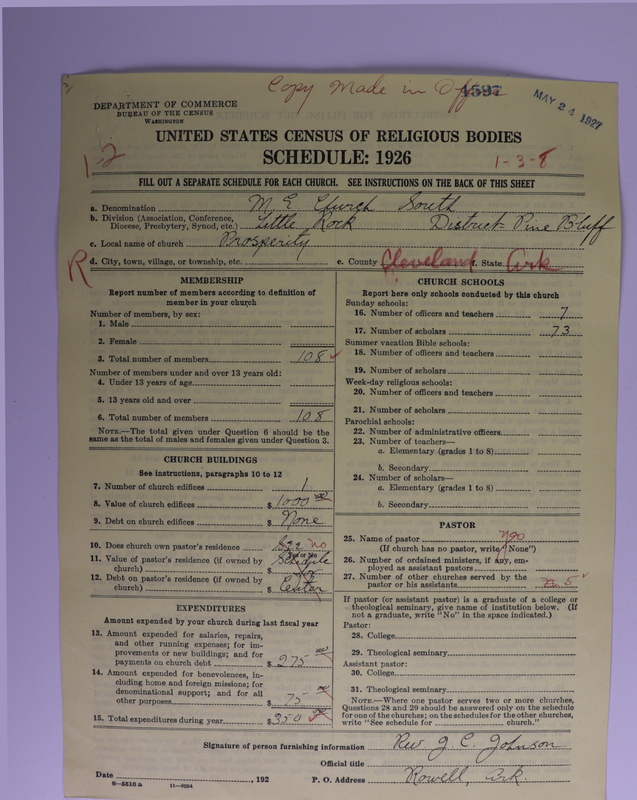 Copy Made in Office
4597
MAY 24 1927
DEPARTMENT OF COMMERCE
BUREAU OF THE CENSUS
WASHINGTON
UNITED STATES CENSUS OF RELIGIOUS BODIES
SCHEDULE: 1926
1-2
1-3-8
FILL OUT A SEPARATE SCHEDULE FOR EACH CHURCH. SEE INSTRUCTIONS ON THE BACK OF THIS SHEET
a. Denomination M. E. Church South
b. Division (Association, Conference, Diocese, Presbytery, Synod, etc.) Little Rock District Pine Bluff
c. Local name of church Prosperity
R
d. City, town, village, or township, etc. e. County Cleveland f. State Ark
MEMBERSHIP
Report number of members according to definition of
member in your church
Number of members, by sex:
1. Male
2. Female
3. Total number of members 108
Number of members under and over 13 years old:
4. Under 13 years of age
5. 13 years old and over
6. Total number of members 108
NOTE.—The total given under Question 6 should be the
same as the total of males and females given under Question 3.
CHURCH BUILDINGS
See instructions, paragraphs 10 to 12
7. Number of church edifices 1
8. Value of church edifices $ 1000 00
9. Debt on church edifices $ None
10. Does church own pastor's residence See no
(Yes or No)
11. Value of pastor's residence (if owned by
church) $ Schedule
for
12. Debt on pastor's residence (if owned by
church) $ Center
EXPENDITURES
Amount expended by your church during last fiscal year
13. Amount expended for salaries, repairs,
and other running expenses; for im-
provements or new buildings; and for
payments on church debt $ 275 00
14. Amount expended for benevolences, in-
cluding home and foreign missions; for
denominational support; and for all
other purposes $ 75 00
15. Total expenditures during year $ 350 00
CHURCH SCHOOLS
Report here only schools conducted by this church
Sunday schools:
16. Number of officers and teachers 7
17. Number of scholars 73
Summer vacation Bible schools:
18. Number of officers and teachers
19. Number of scholars
Week-day religious schools:
20. Number of officers and teachers
21. Number of scholars
Parochial schools:
22. Number of administrative officers
23. Number of teachers—
a. Elementary (grades 1 to 8)
b. Secondary
24. Number of scholars—
a. Elementary (grades 1 to 8)
b. Secondary
PASTOR
25. Name of pastor
(If church has no pastor, write "None")
26. Number of ordained ministers, if any, em-
ployed as assistant pastors
27. Number of other churches served by the
pastor or his assistants 5
If pastor (or assistant pastor) is a graduate of a college or
theological seminary, give name of institution below. (If
not a graduate, write "No" in the space indicated.)
Pastor:
28. College
29. Theological seminary
Assistant pastor:
30. College
31. Theological seminary
NOTE.—Where one pastor serves two or more churches,
Questions 28 and 29 should be answered only on the schedule
for one of the churches; on the schedules for the other churches,
write "See schedule for church."
Signature of person furnishing information Rev J. C. Johnson
Official title
Date , 192 P. O. Address Rowell, Ark
8—5516 a 11—9054